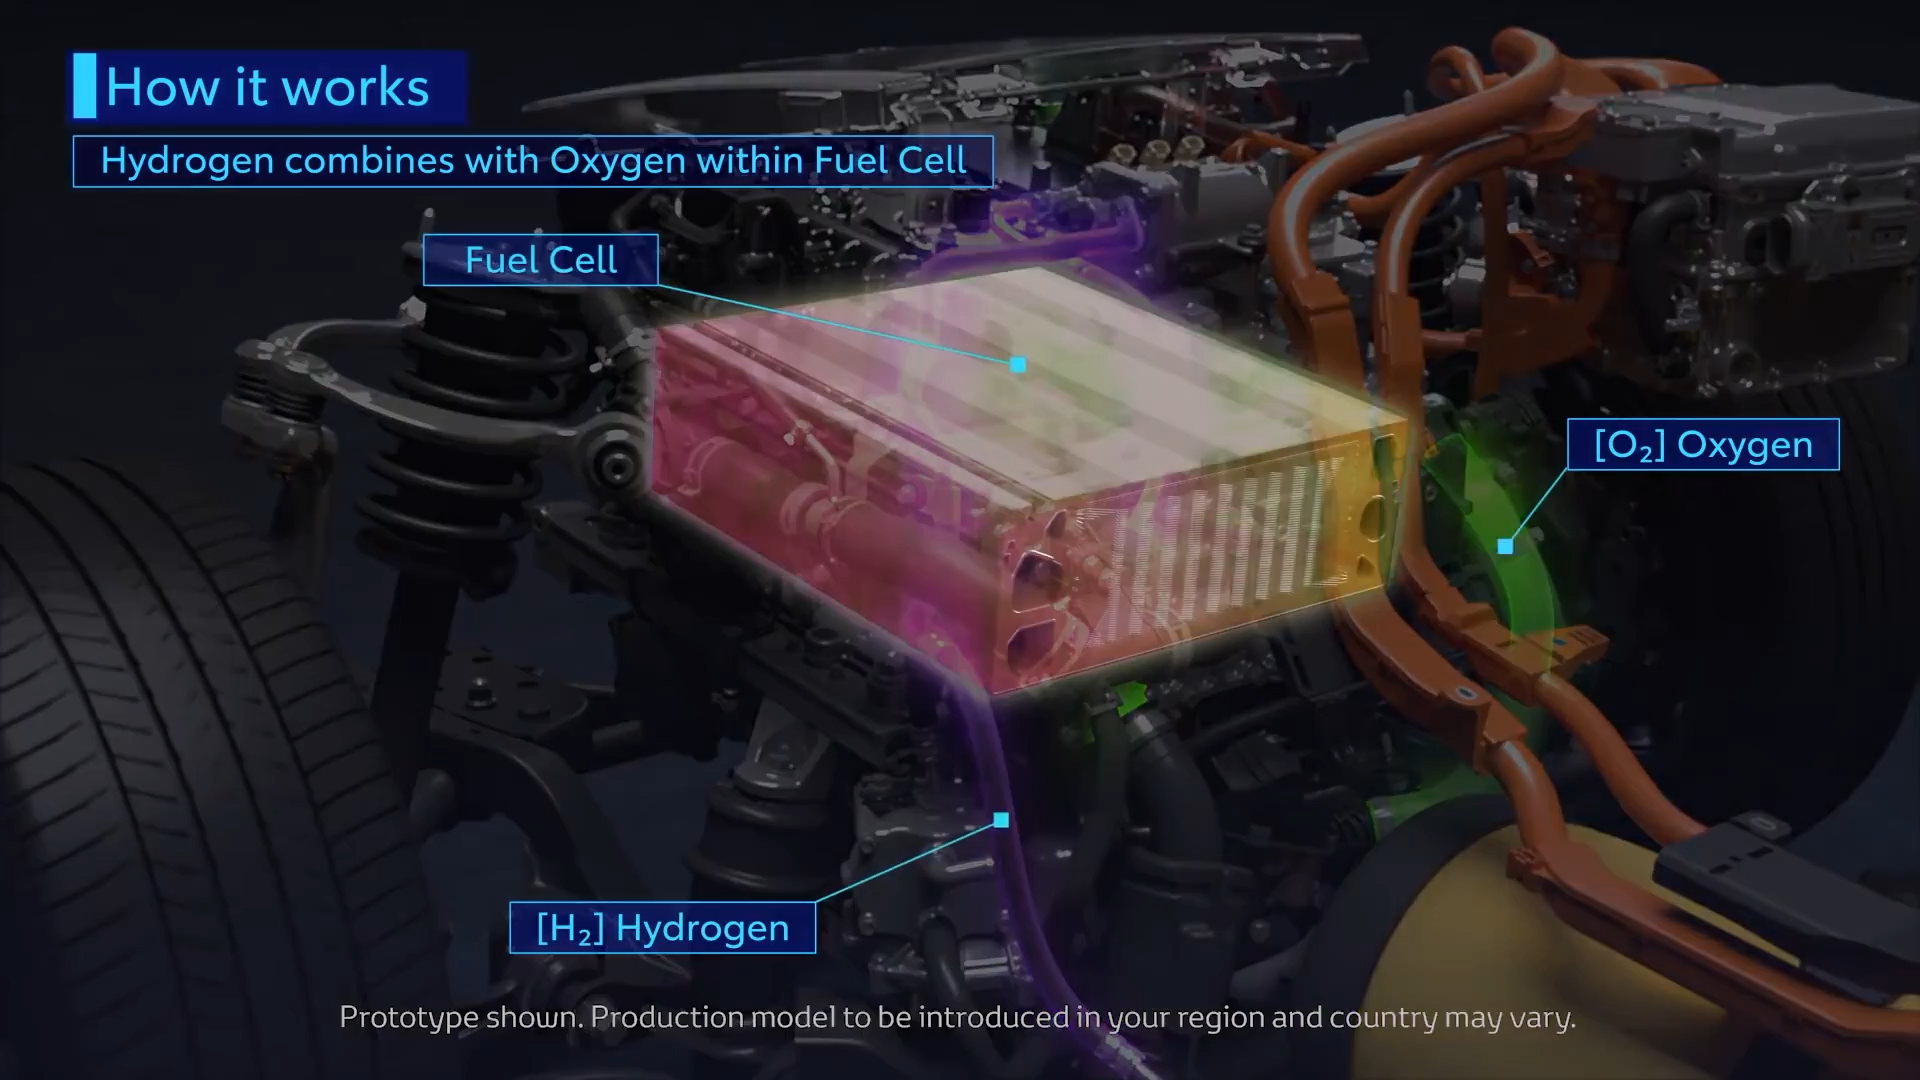 How it works
Hydrogen combines with Oxygen within Fuel Cell
Fuel Cell
[O₂] Oxygen
[H₂] Hydrogen
Prototype shown. Production model to be introduced in your region and country may vary.